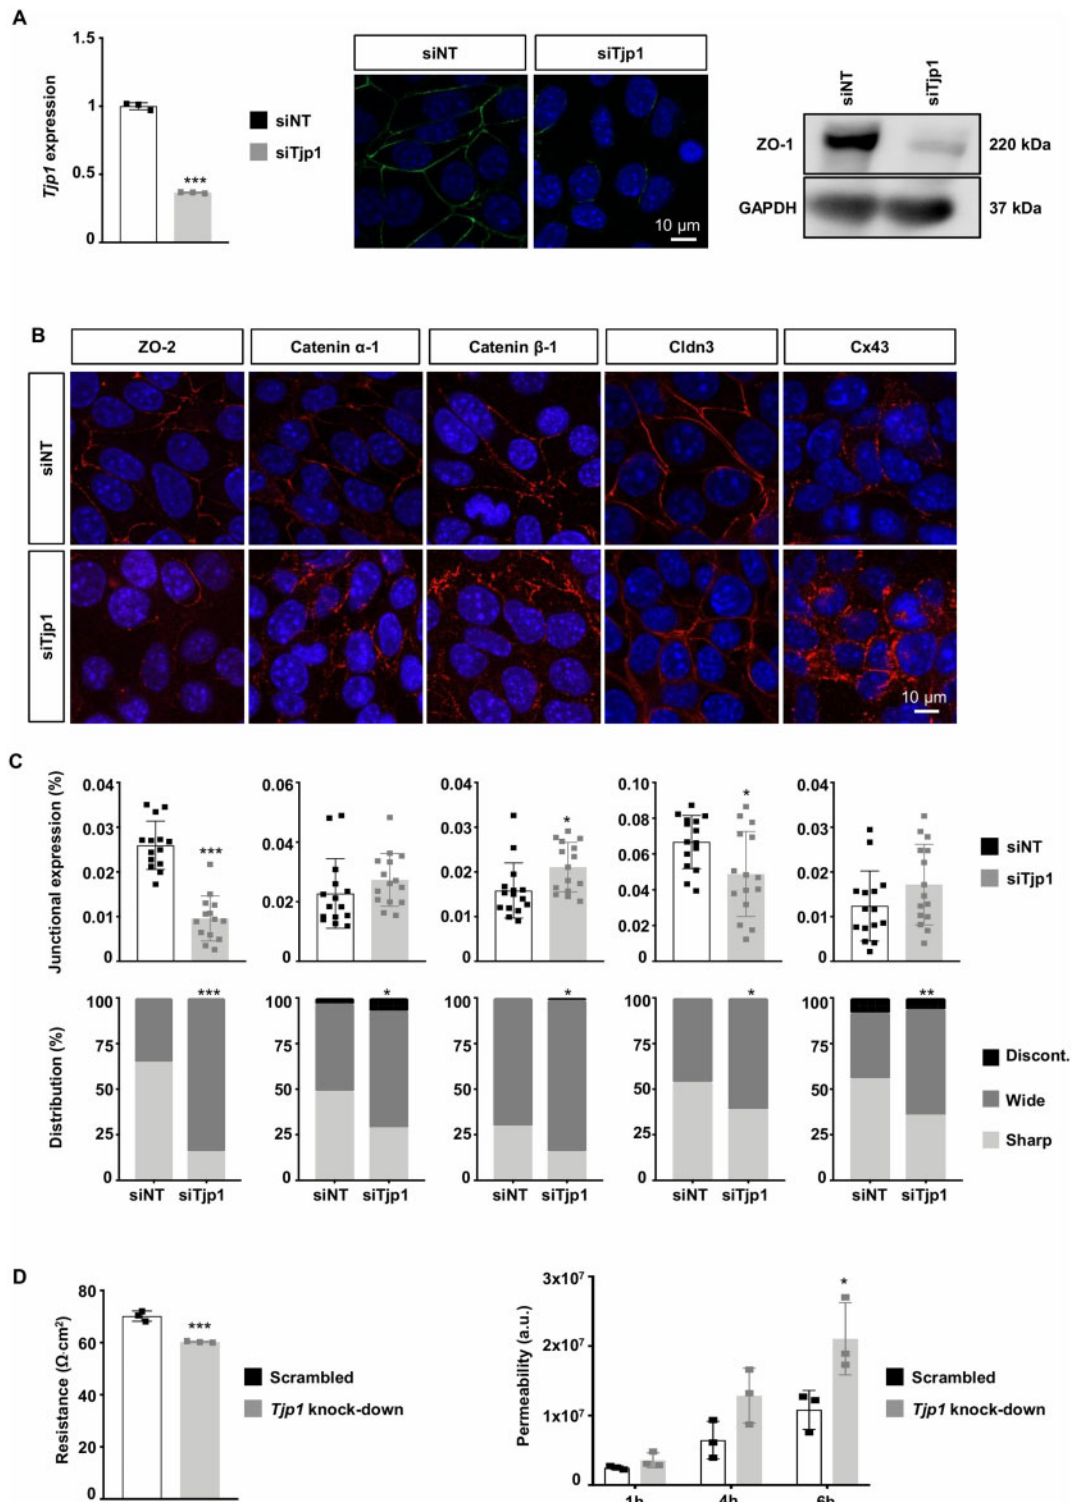 A
1.5
1
0.5
0
Tjp1 expression
***
siNT
siTjp1
siNT
siTjp1
10 µm
siNT
siTjp1
ZO-1
220 kDa
GAPDH
37 kDa
B
ZO-2
Catenin α-1
Catenin β-1
Cldn3
Cx43
siNT
siTjp1
10 µm
C
Junctional expression (%)
0.04
0.03
0.02
0.01
0
***
0.06
0.04
0.02
0
0.04
0.03
0.02
0.01
0
*
0.10
0.08
0.06
0.04
0.02
0.00
*
0.04
0.03
0.02
0.01
0
siNT
siTjp1
Distribution (%)
100
75
50
25
0
***
siNT siTjp1
100
75
50
25
0
*
siNT siTjp1
100
75
50
25
0
*
siNT siTjp1
100
75
50
25
0
*
siNT siTjp1
100
75
50
25
0
**
siNT siTjp1
Discont.
Wide
Sharp
D
Resistance (Ω·cm²)
80
60
40
20
0
***
Scrambled
Tjp1 knock-down
Permeability (a.u.)
3x10⁷
2x10⁷
1x10⁷
0
*
1h 4h 6h
Scrambled
Tjp1 knock-down